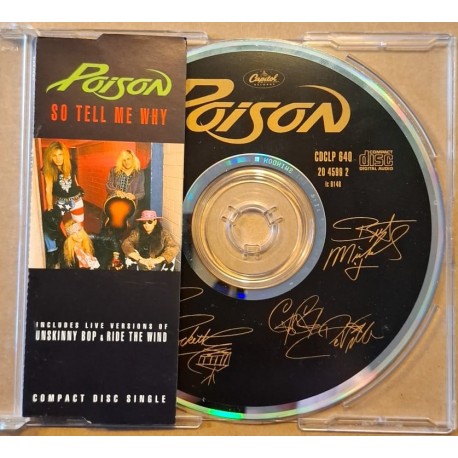 POISON
SO TELL ME WHY
INCLUDES LIVE VERSIONS OF
UNSKINNY BOP & RIDE THE WIND
COMPACT DISC SINGLE
Capitol
POISON
CDCLP 640
20 4580 2
COMPACT
disc
DIGITAL AUDIO